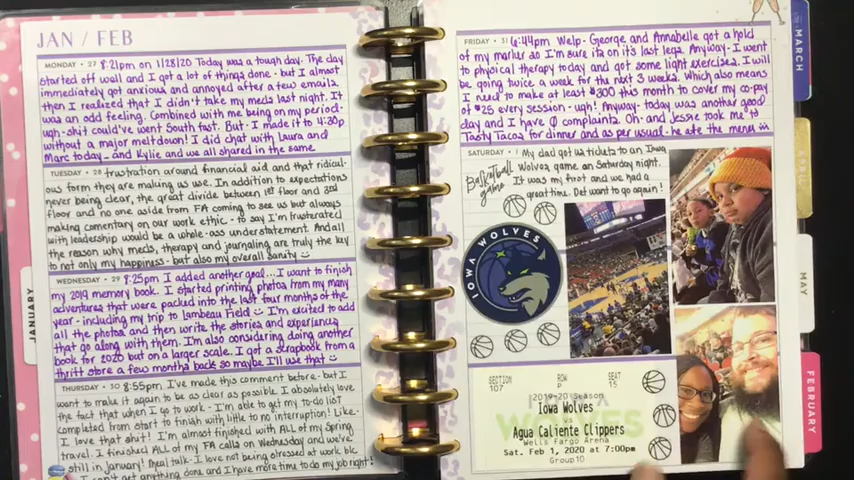 JAN / FEB
MONDAY • 27 8:21pm on 1/28/20 Today was a tough day. The day
started off well and I got a lot of things done - but I almost
immediately got anxious and annoyed after a few emails.
then I realized that I didn't take my meds last night. It
was an odd feeling. Combined with me being on my period-
ugh-shit could've went South fast. But I made it to 4:30p
without a major meltdown! I did chat with Laura and
Marc today - and Kylie and we all shared in the same
TUESDAY • 28 frustration around financial aid and that ridicul-
ous form they are making us use. In addition to expectations
never being clear, the great divide between 1st floor and 3rd
floor and no one aside from FA coming to see us but always
making commentary on our work ethic - to say I'm frustrated
with leadership would be a whole-ass understatement. And all
the reason why meds, therapy and journaling are truly the key
to not only my happiness - but also my overall sanity
WEDNESDAY • 29 8:25pm I added another goal... I want to finish
my 2019 memory book. I started printing photos from my many
adventures that were packed into the last four months of the
year - including my trip to Lambeau Field I'm excited to add
all the photos and then write the stories and experiences
that go along with them. I'm also considering doing another
book for 2020 but on a larger scale. I got a scrapbook from a
thrift store a few months back so maybe I'll use that
THURSDAY • 30 8:55pm. I've made this comment before - but I
want to make it again to be as clear as possible. I absolutely love
the fact that when I go to work - I'm able to get my to-do list
completed from start to finish with little to no interruption! Like -
I love that shit! I'm almost finished with ALL of my Spring
travel. I finished ALL of my FA calls on Wednesday and we're
still in January! Meal talk - I love not being stressed at work b/c
I can't get anything done and I have more time to do my job right!
JANUARY
FRIDAY • 31 6:44pm Welp - George and Annabelle got a hold
of my marker so I'm sure its on it's last legs. Anyway - I went
to physical therapy today and got some light exercises. I will
be going twice a week for the next 3 weeks. Which also means
I need to make at least $300 this month to cover my co-pay
of $25 every session - ugh! Anyway - today was another good
day and I have 0 complaints. Oh - and Jessie took me to
Tasty Tacos for dinner and as per usual - he ate the menu
SATURDAY • 1 My dad got us tickets to an Iowa
Wolves game on Saturday night.
It was my first and we had a
great time. Def want to go again!
Basketball
game
IOWA WOLVES
SECTION
107
ROW
P
SEAT
15
2019-20 Season
Iowa Wolves
vs
Agua Caliente Clippers
Wells Fargo Arena
Sat. Feb 1, 2020 at 7:00pm
Group10
MARCH
APRIL
MAY
FEBRUARY